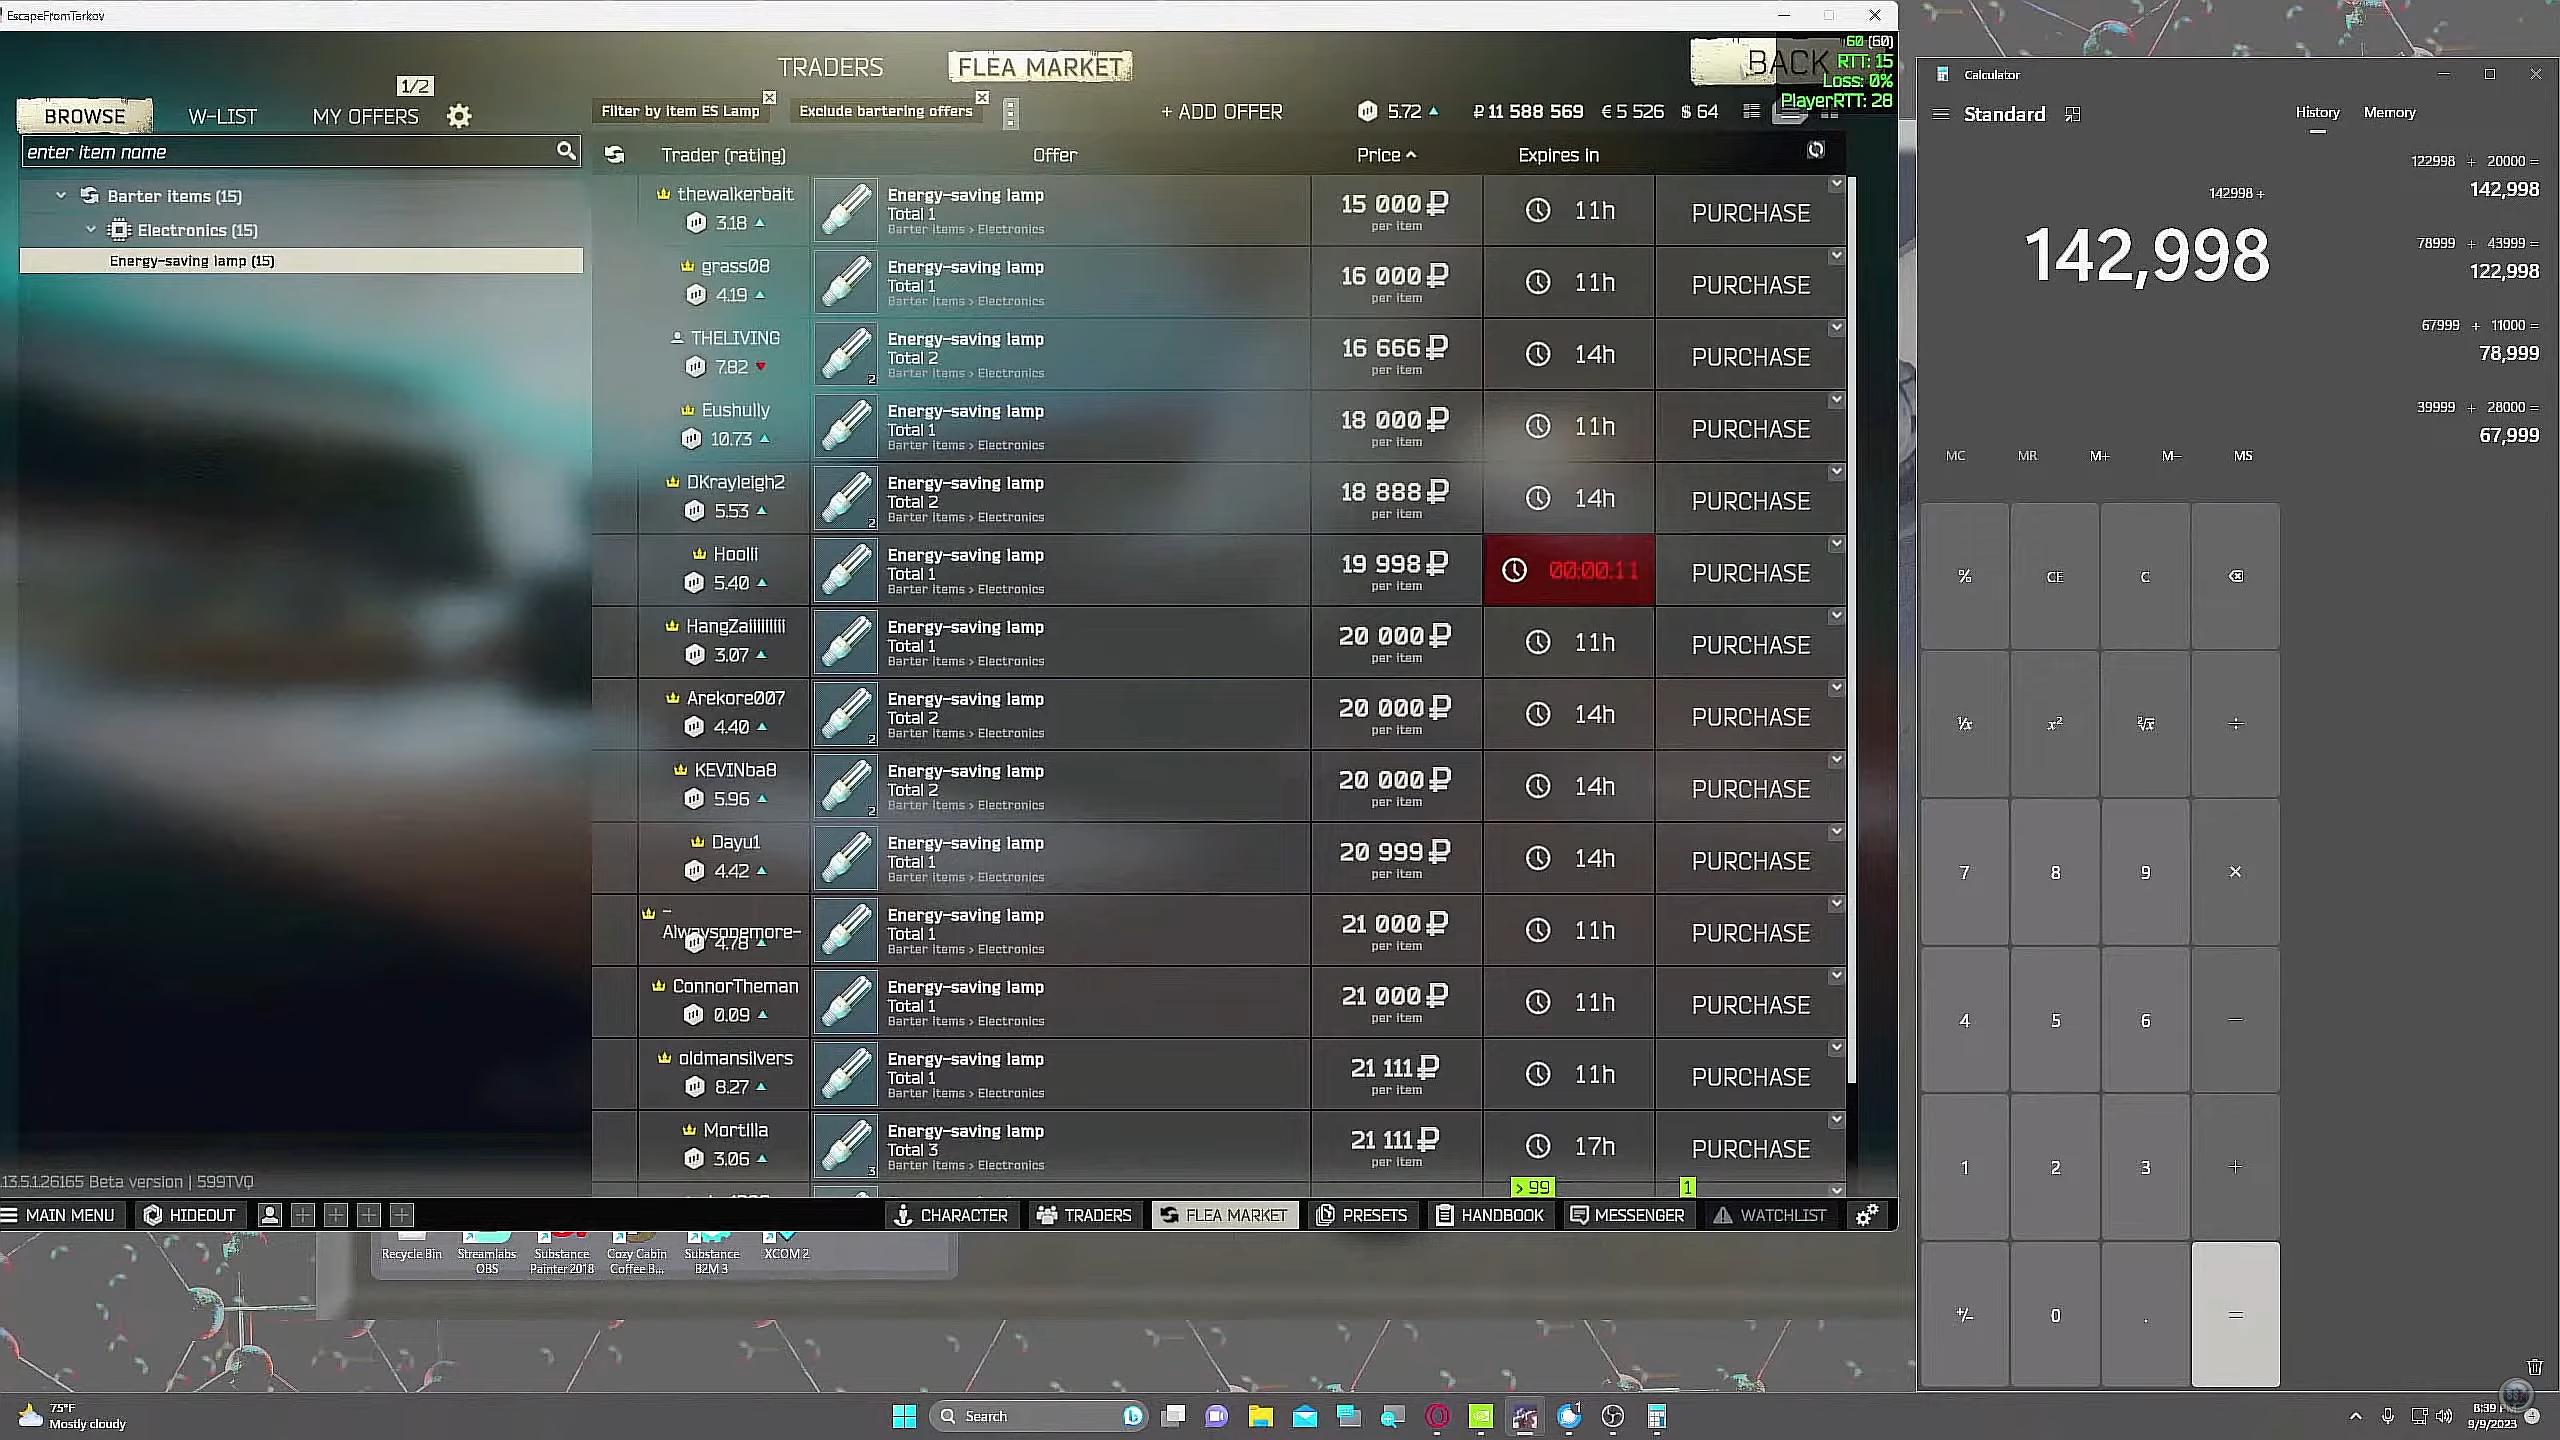 EscapeFromTarkov
TRADERS
FLEA MARKET
BACK
60 (60)
RTT: 15
Loss: 0%
PlayerRTT: 28
BROWSE
W-LIST
MY OFFERS
1/2
Filter by item ES Lamp
Exclude bartering offers
+ ADD OFFER
5.72
₽ 11 588 569
€ 5 526
$ 64
enter item name
Barter items (15)
Electronics (15)
Energy-saving lamp (15)
Trader (rating)
Offer
Price
Expires in
thewalkerbait
3.18
Energy-saving lamp
Total 1
Barter items > Electronics
15 000 ₽
per item
11h
PURCHASE
grass08
4.19
Energy-saving lamp
Total 1
Barter items > Electronics
16 000 ₽
per item
11h
PURCHASE
THELIVING
7.82
Energy-saving lamp
Total 2
Barter items > Electronics
2
16 666 ₽
per item
14h
PURCHASE
Eushully
10.73
Energy-saving lamp
Total 1
Barter items > Electronics
18 000 ₽
per item
11h
PURCHASE
DKrayleigh2
5.53
Energy-saving lamp
Total 2
Barter items > Electronics
2
18 888 ₽
per item
14h
PURCHASE
Hoolii
5.40
Energy-saving lamp
Total 1
Barter items > Electronics
19 998 ₽
per item
00:00:11
PURCHASE
3.07
Energy-saving lamp
Total 1
Barter items > Electronics
20 000 ₽
per item
11h
PURCHASE
Arekore007
4.40
Energy-saving lamp
Total 2
Barter items > Electronics
2
20 000 ₽
per item
14h
PURCHASE
KEVINba8
5.96
Energy-saving lamp
Total 2
Barter items > Electronics
2
20 000 ₽
per item
14h
PURCHASE
Dayu1
4.42
Energy-saving lamp
Total 1
Barter items > Electronics
20 999 ₽
per item
14h
PURCHASE
-
Alwaysonemore-
4.78
Energy-saving lamp
Total 1
Barter items > Electronics
21 000 ₽
per item
11h
PURCHASE
ConnorTheman
0.09
Energy-saving lamp
Total 1
Barter items > Electronics
21 000 ₽
per item
11h
PURCHASE
oldmansilvers
8.27
Energy-saving lamp
Total 1
Barter items > Electronics
21 111 ₽
per item
11h
PURCHASE
Mortilla
3.06
Energy-saving lamp
Total 3
Barter items > Electronics
3
21 111 ₽
per item
17h
PURCHASE
.13.5.1.26165 Beta version | 599TVQ
> 99
1
MAIN MENU
HIDEOUT
CHARACTER
TRADERS
FLEA MARKET
PRESETS
HANDBOOK
MESSENGER
WATCHLIST
Recycle Bin
Streamlabs
OBS
Substance
Painter 2018
Cozy Cabin
Coffee B...
Substance
B2M 3
XCOM 2
Calculator
Standard
History
Memory
142998 +
142,998
122998 + 20000 =
142,998
78999 + 43999 =
122,998
67999 + 11000 =
78,999
39999 + 28000 =
67,999
MC
MR
M+
M-
MS
%
CE
C
⅟x
x²
²√x
÷
7
8
9
×
4
5
6
−
1
2
3
+
+/-
0
.
=
75°F
Mostly cloudy
Search
9/9/2023
4